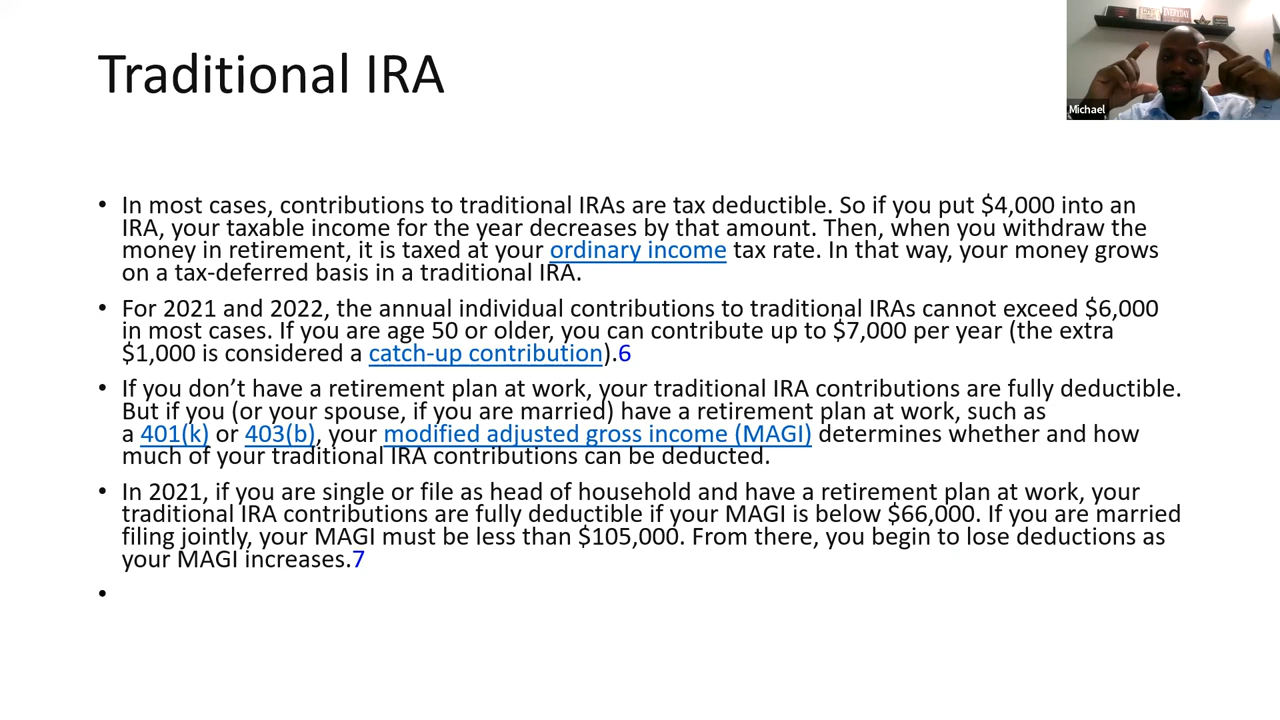 Traditional IRA
Michael
EVERYDAY
• In most cases, contributions to traditional IRAs are tax deductible. So if you put $4,000 into an
IRA, your taxable income for the year decreases by that amount. Then, when you withdraw the
money in retirement, it is taxed at your ordinary income tax rate. In that way, your money grows
on a tax-deferred basis in a traditional IRA.
• For 2021 and 2022, the annual individual contributions to traditional IRAs cannot exceed $6,000
in most cases. If you are age 50 or older, you can contribute up to $7,000 per year (the extra
$1,000 is considered a catch-up contribution).6
• If you don’t have a retirement plan at work, your traditional IRA contributions are fully deductible.
But if you (or your spouse, if you are married) have a retirement plan at work, such as
a 401(k) or 403(b), your modified adjusted gross income (MAGI) determines whether and how
much of your traditional IRA contributions can be deducted.
• In 2021, if you are single or file as head of household and have a retirement plan at work, your
traditional IRA contributions are fully deductible if your MAGI is below $66,000. If you are married
filing jointly, your MAGI must be less than $105,000. From there, you begin to lose deductions as
your MAGI increases.7
•